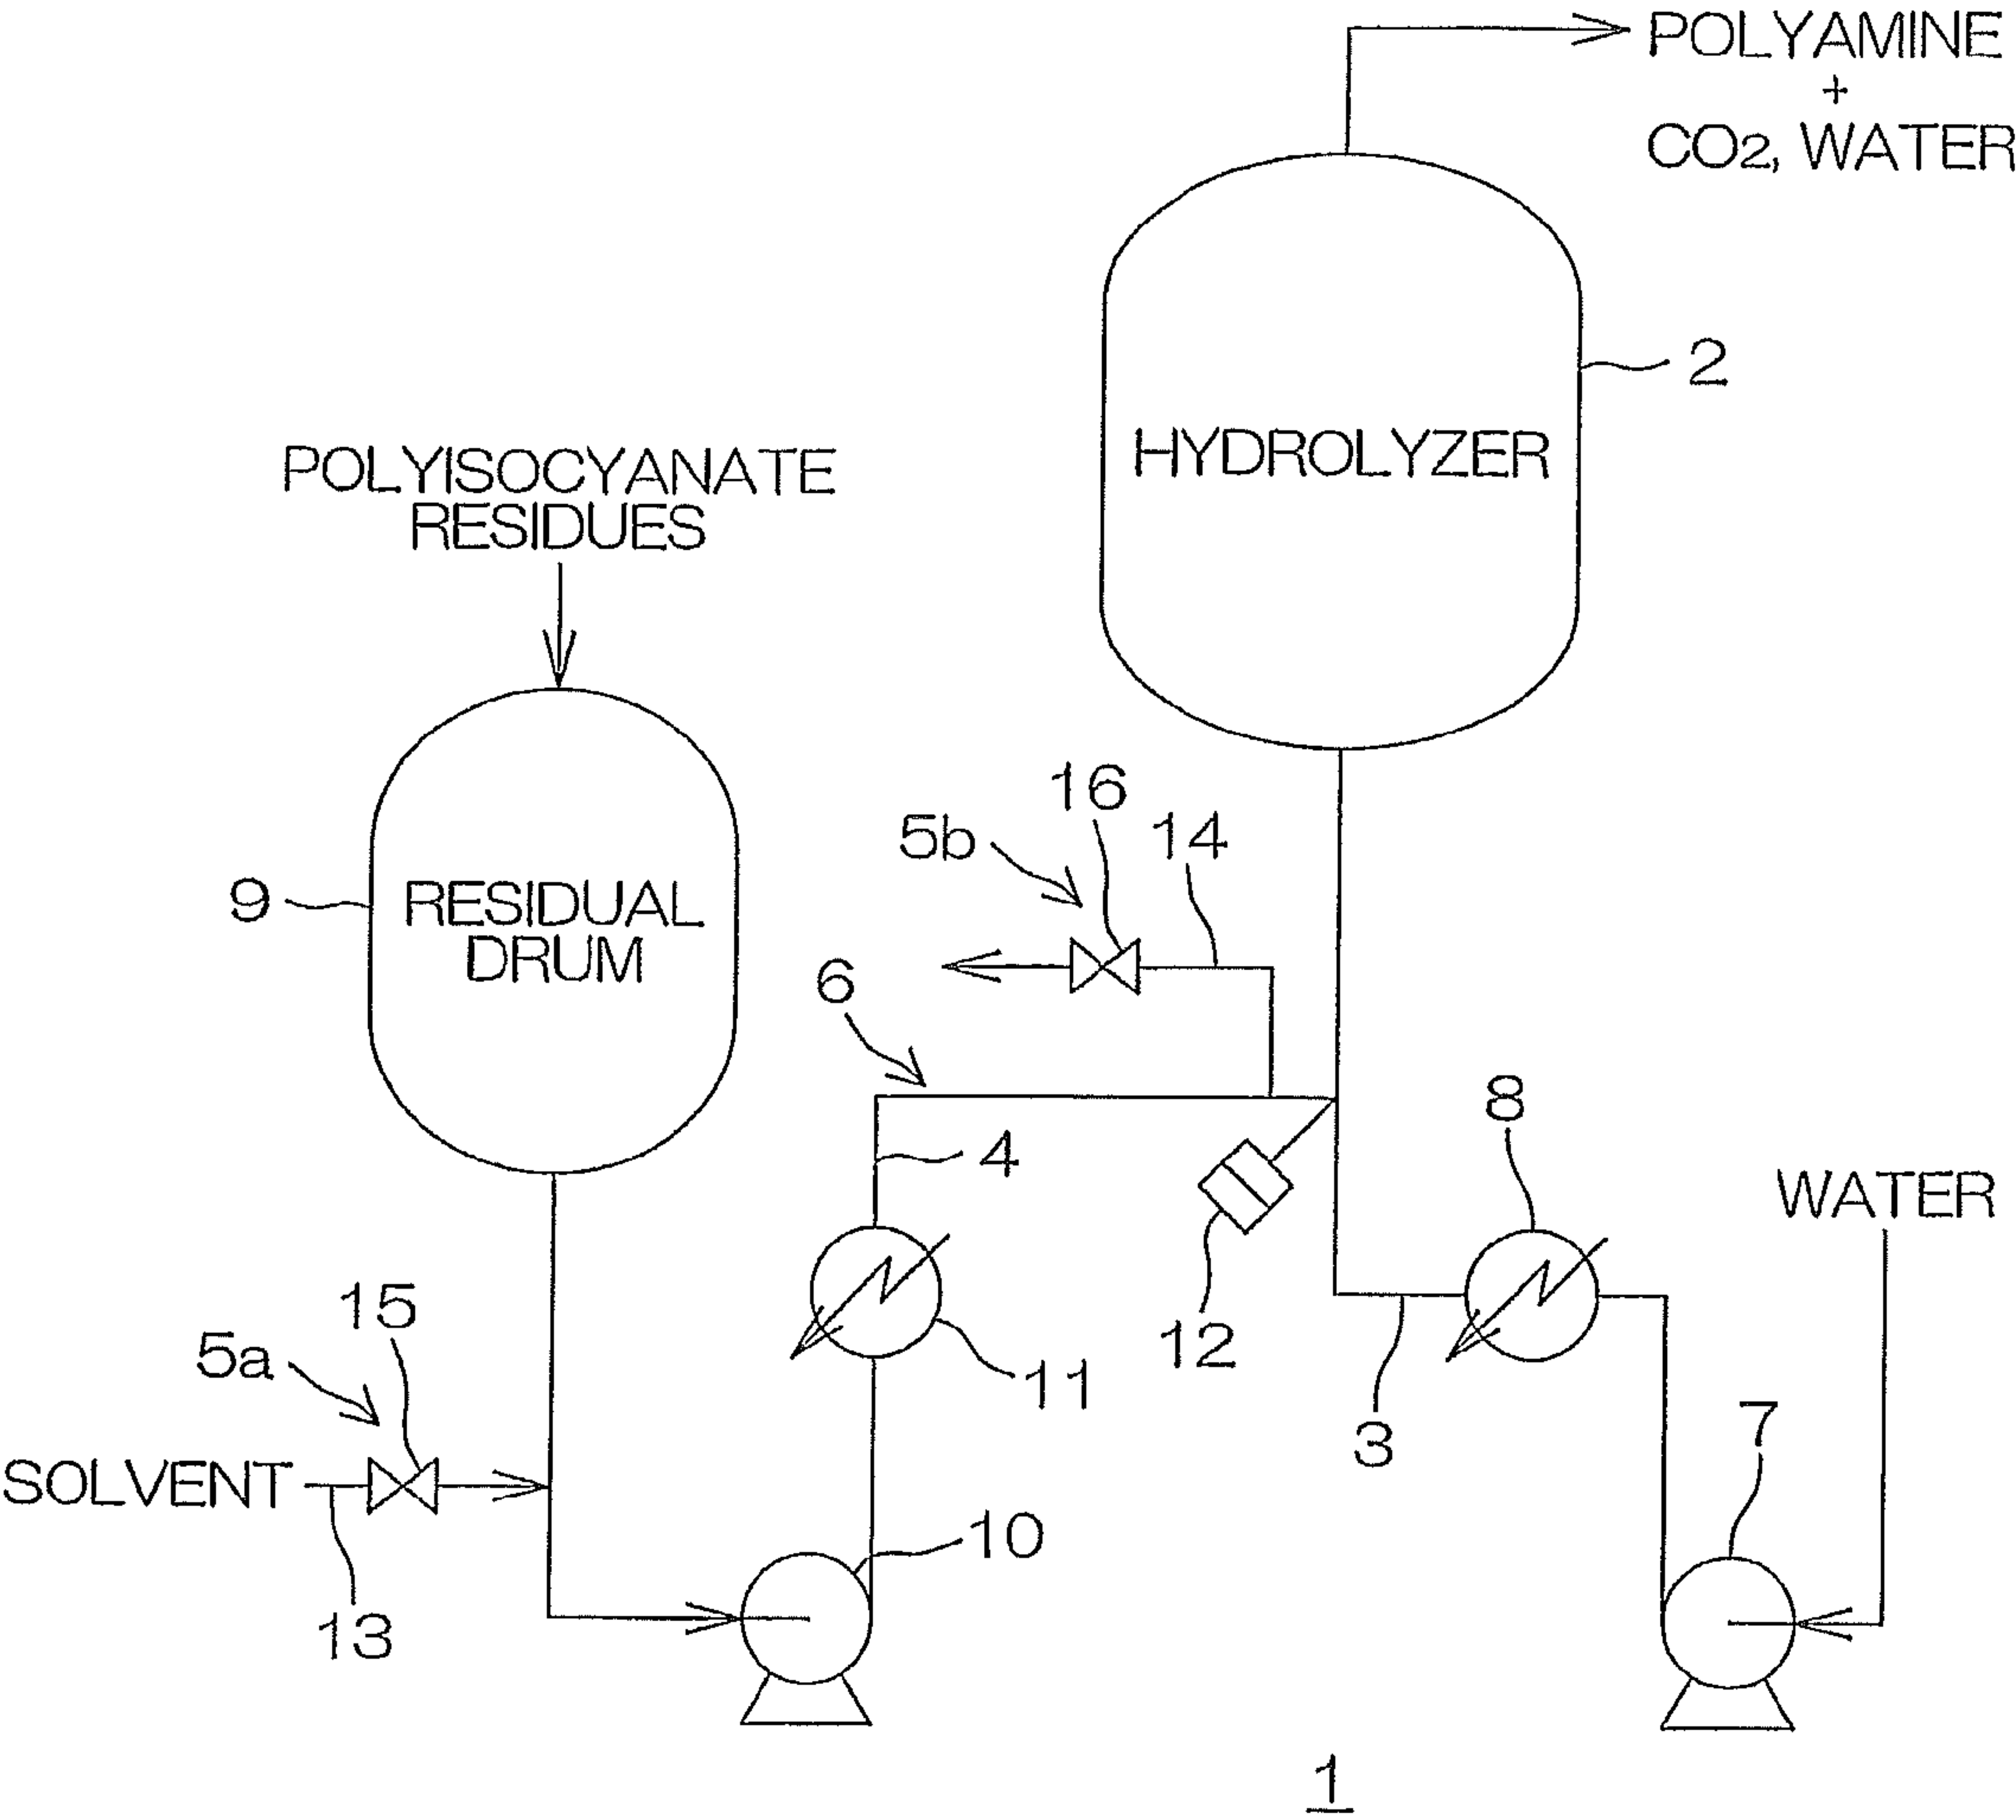 POLYAMINE
+
CO2, WATER
2
HYDROLYZER
POLYISOCYANATE
RESIDUES
16
5b
14
9
RESIDUAL
DRUM
6
8
4
WATER
12
15
5a
11
3
7
SOLVENT
10
13
1